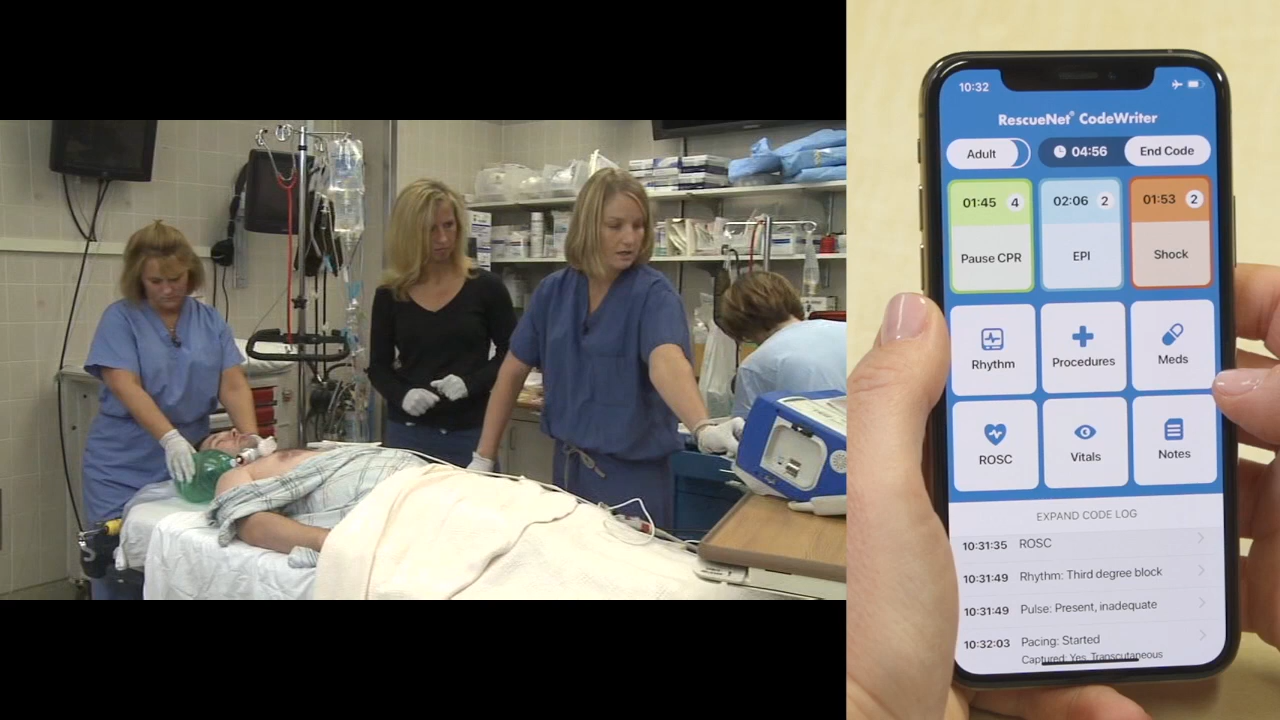 10:32
RescueNet® CodeWriter
Adult 04:56 End Code
01:45 4 02:06 2 01:53 2
Pause CPR EPI Shock
Rhythm Procedures Meds
ROSC Vitals Notes
EXPAND CODE LOG
10:31:35 ROSC
10:31:49 Rhythm: Third degree block
10:31:49 Pulse: Present, inadequate
10:32:03 Pacing: Started
Captured: Yes, Transcutaneous